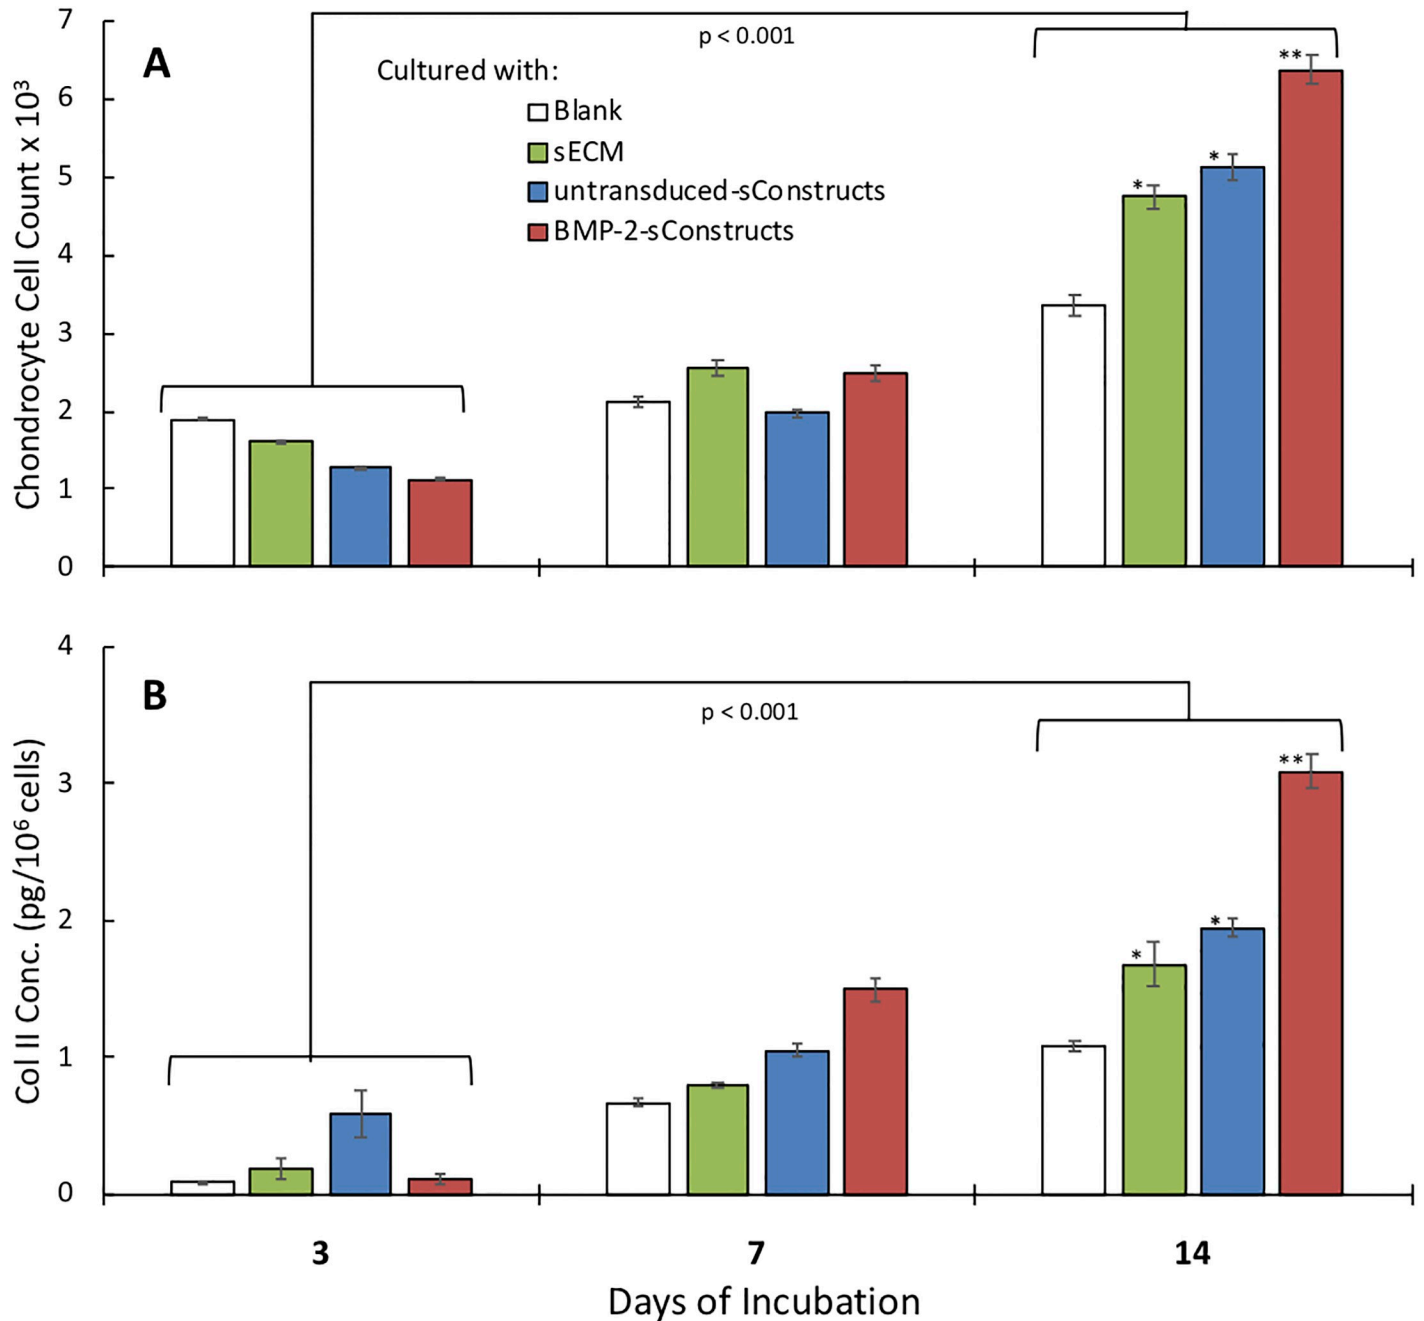 A
p < 0.001
Cultured with:
Blank
sECM
untransduced-sConstructs
BMP-2-sConstructs
Chondrocyte Cell Count x 10³
7
6
5
4
3
2
1
0
*
*
**
B
p < 0.001
Col II Conc. (pg/10⁶ cells)
4
3
2
1
0
*
*
**
3 7 14
Days of Incubation